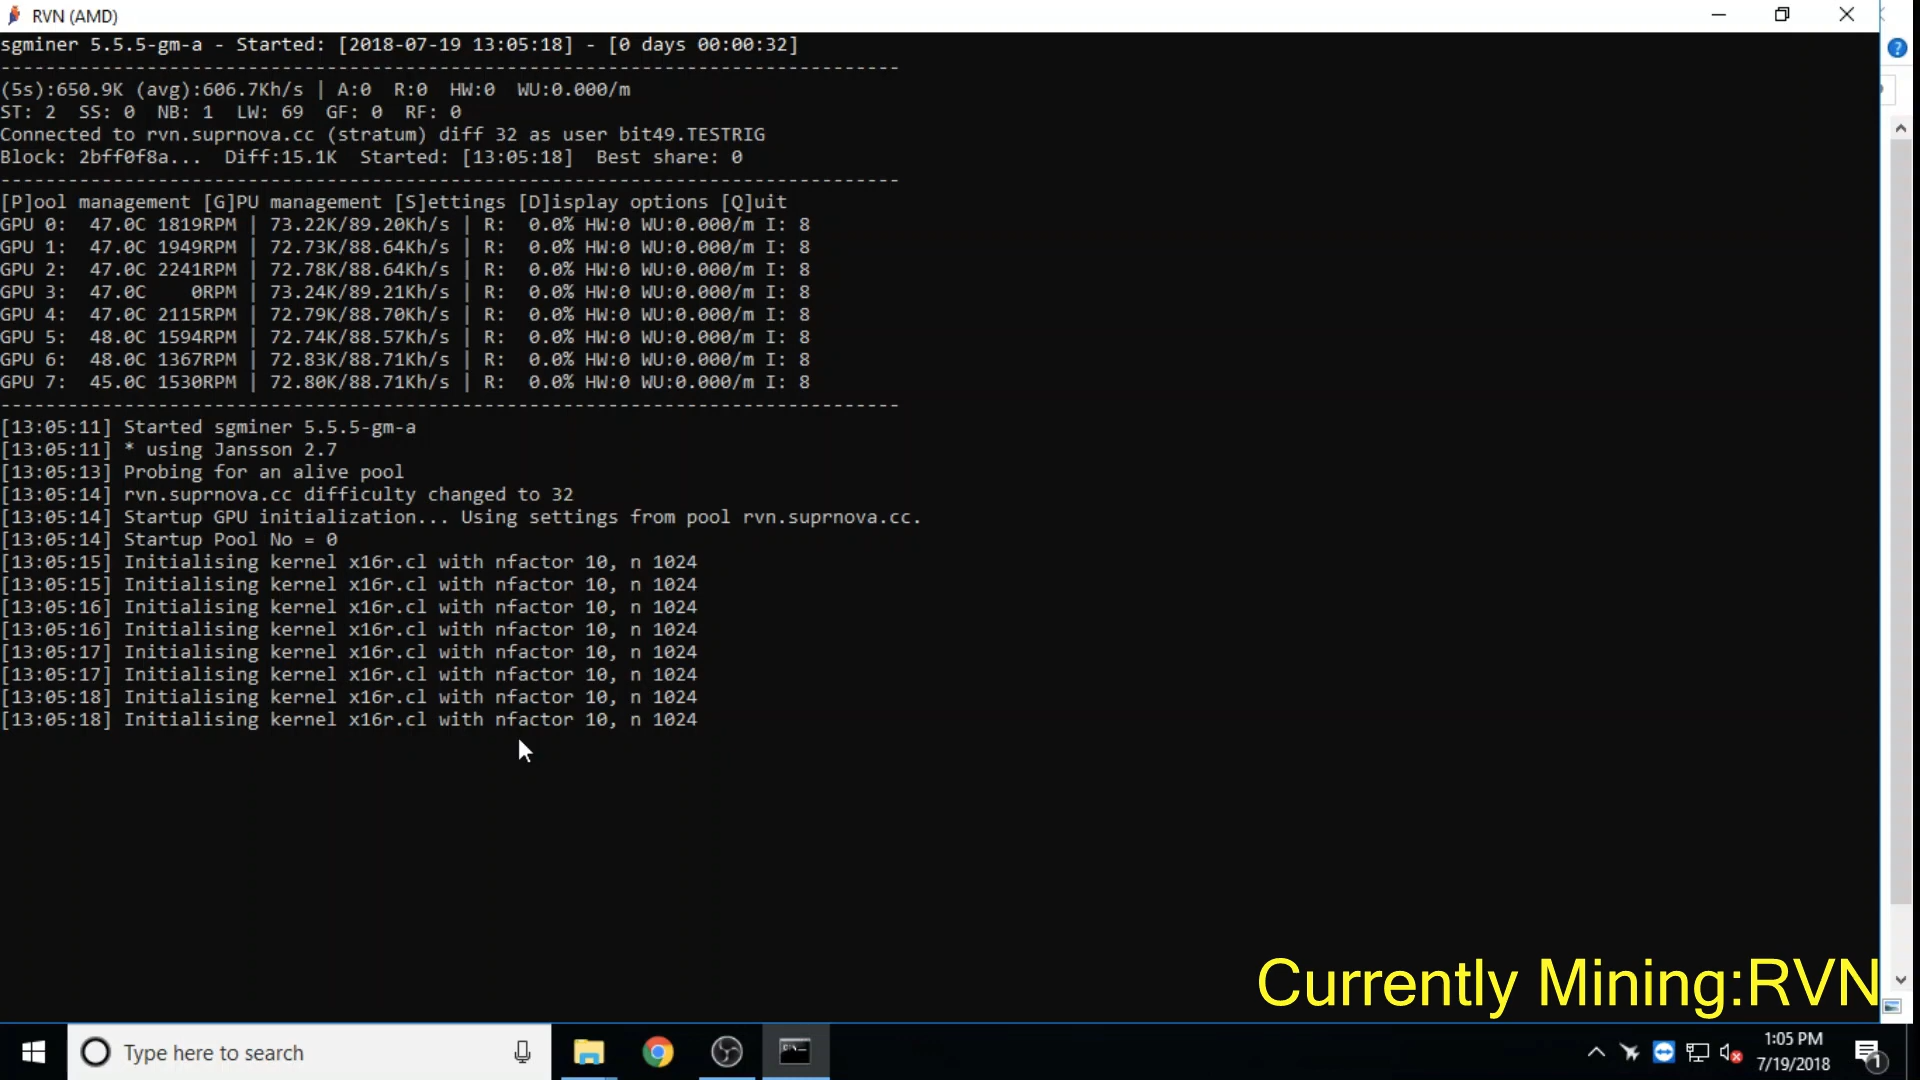 RVN (AMD)
sgminer 5.5.5-gm-a - Started: [2018-07-19 13:05:18] - [0 days 00:00:32]
--------------------------------------------------------------------------------
(5s):650.9K (avg):606.7Kh/s | A:0  R:0  HW:0  WU:0.000/m
ST: 2  SS: 0  NB: 1  LW: 69  GF: 0  RF: 0
Connected to rvn.suprnova.cc (stratum) diff 32 as user bit49.TESTRIG
Block: 2bff0f8a...  Diff:15.1K  Started: [13:05:18]  Best share: 0
--------------------------------------------------------------------------------
[P]ool management [G]PU management [S]ettings [D]isplay options [Q]uit
GPU 0:  47.0C 1819RPM | 73.22K/89.20Kh/s | R:  0.0% HW:0 WU:0.000/m I: 8
GPU 1:  47.0C 1949RPM | 72.73K/88.64Kh/s | R:  0.0% HW:0 WU:0.000/m I: 8
GPU 2:  47.0C 2241RPM | 72.78K/88.64Kh/s | R:  0.0% HW:0 WU:0.000/m I: 8
GPU 3:  47.0C    0RPM | 73.24K/89.21Kh/s | R:  0.0% HW:0 WU:0.000/m I: 8
GPU 4:  47.0C 2115RPM | 72.79K/88.70Kh/s | R:  0.0% HW:0 WU:0.000/m I: 8
GPU 5:  48.0C 1594RPM | 72.74K/88.57Kh/s | R:  0.0% HW:0 WU:0.000/m I: 8
GPU 6:  48.0C 1367RPM | 72.83K/88.71Kh/s | R:  0.0% HW:0 WU:0.000/m I: 8
GPU 7:  45.0C 1530RPM | 72.80K/88.71Kh/s | R:  0.0% HW:0 WU:0.000/m I: 8
--------------------------------------------------------------------------------
[13:05:11] Started sgminer 5.5.5-gm-a
[13:05:11] * using Jansson 2.7
[13:05:13] Probing for an alive pool
[13:05:14] rvn.suprnova.cc difficulty changed to 32
[13:05:14] Startup GPU initialization... Using settings from pool rvn.suprnova.cc.
[13:05:14] Startup Pool No = 0
[13:05:15] Initialising kernel x16r.cl with nfactor 10, n 1024
[13:05:15] Initialising kernel x16r.cl with nfactor 10, n 1024
[13:05:16] Initialising kernel x16r.cl with nfactor 10, n 1024
[13:05:16] Initialising kernel x16r.cl with nfactor 10, n 1024
[13:05:17] Initialising kernel x16r.cl with nfactor 10, n 1024
[13:05:17] Initialising kernel x16r.cl with nfactor 10, n 1024
[13:05:18] Initialising kernel x16r.cl with nfactor 10, n 1024
[13:05:18] Initialising kernel x16r.cl with nfactor 10, n 1024
Currently Mining:RVN
Type here to search
1:05 PM
7/19/2018
1